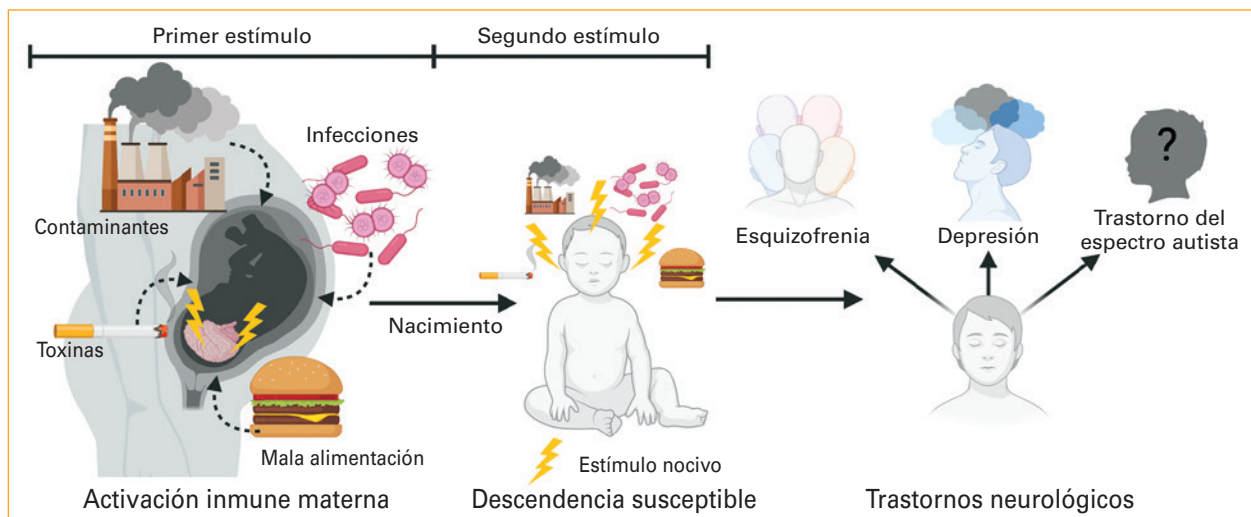 Primer estímulo
Segundo estímulo
Infecciones
Contaminantes
Toxinas
Mala alimentación
Nacimiento
Estímulo nocivo
Esquizofrenia
Depresión
?
Trastorno del
espectro autista
Activación inmune materna
Descendencia susceptible
Trastornos neurológicos